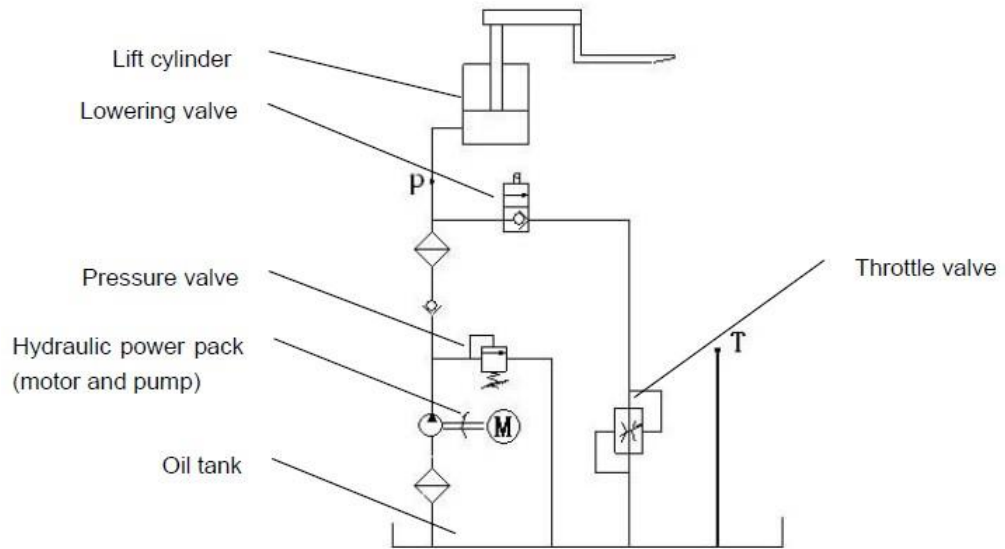 Lift cylinder
Lowering valve
P
Pressure valve
Throttle valve
T
Hydraulic power pack
(motor and pump)
M
Oil tank